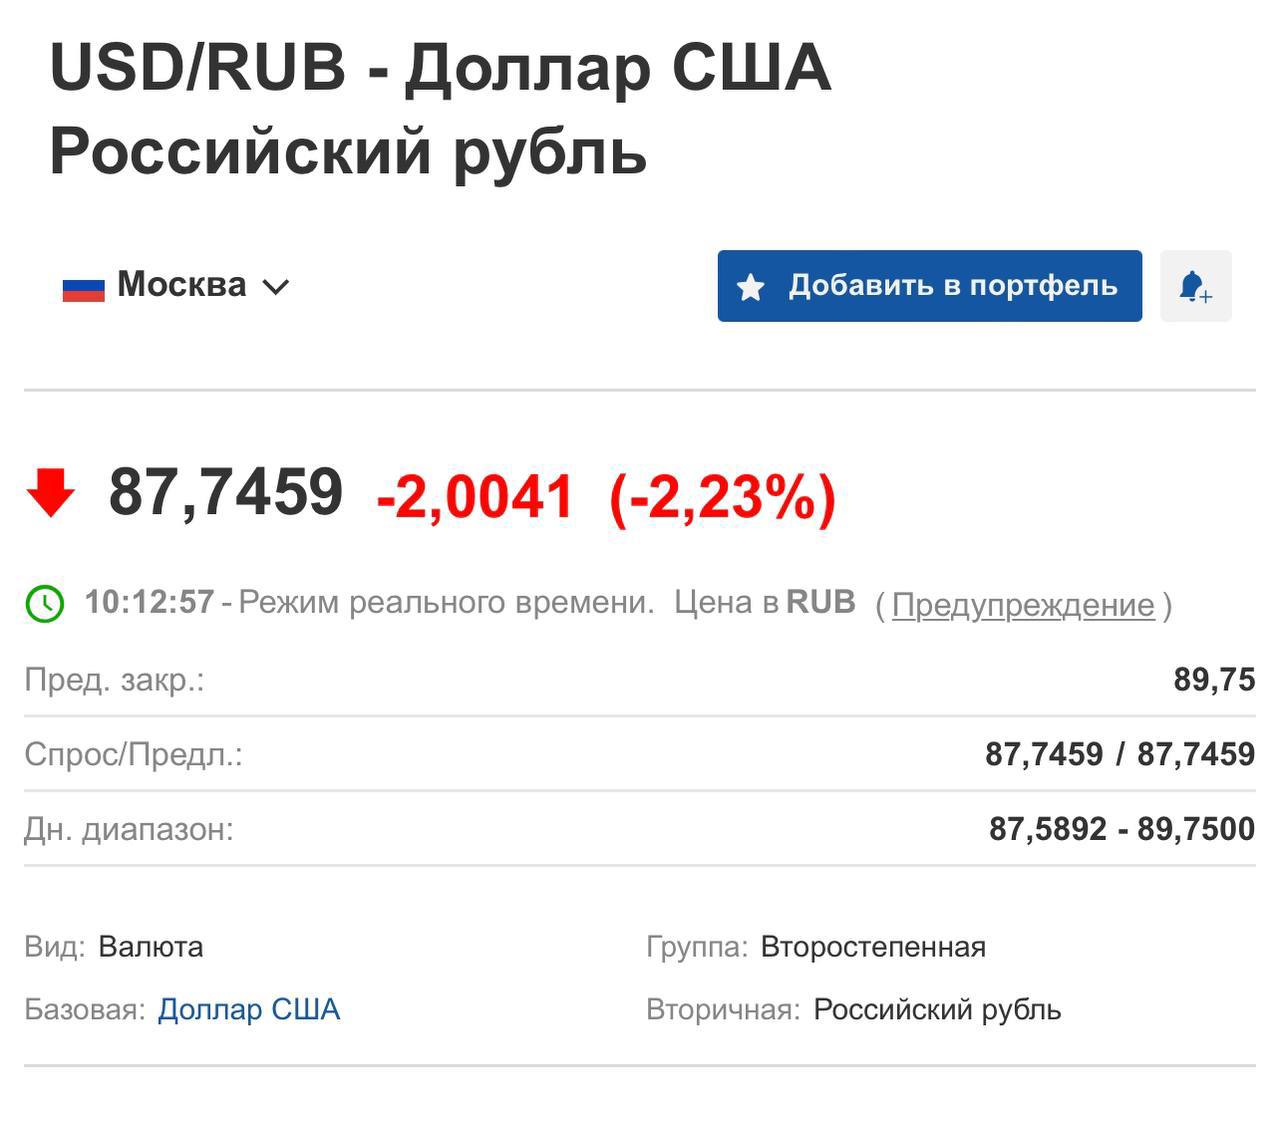 USD/RUB - Доллар США
Российский рубль
Москва
Добавить в портфель
87,7459 -2,0041 (-2,23%)
10:12:57 - Режим реального времени. Цена в RUB ( Предупреждение )
Пред. закр.: 89,75
Спрос/Предл.: 87,7459 / 87,7459
Дн. диапазон: 87,5892 - 89,7500
Вид: Валюта Группа: Второстепенная
Базовая: Доллар США Вторичная: Российский рубль